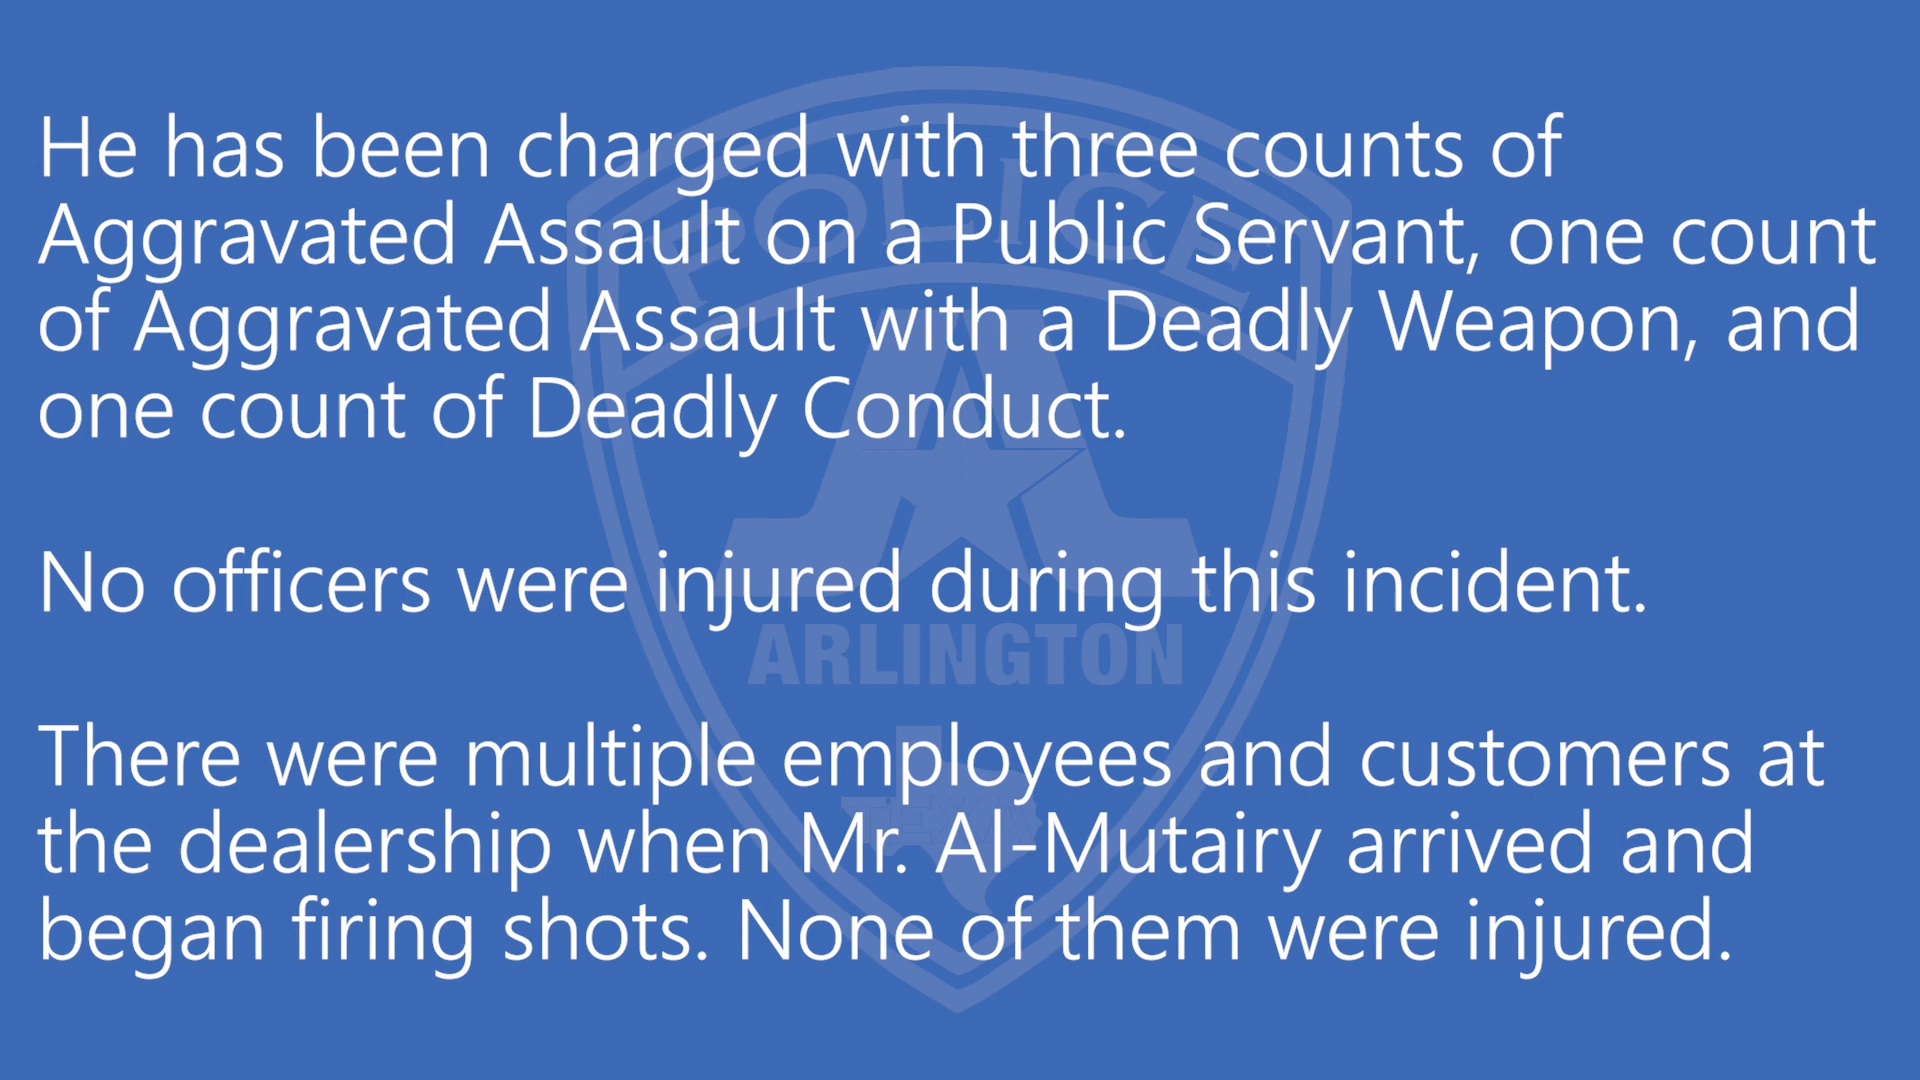 He has been charged with three counts of
Aggravated Assault on a Public Servant, one count
of Aggravated Assault with a Deadly Weapon, and
one count of Deadly Conduct.
No officers were injured during this incident.
There were multiple employees and customers at
the dealership when Mr. Al-Mutairy arrived and
began firing shots. None of them were injured.
POLICE
ARLINGTON
TEXAS